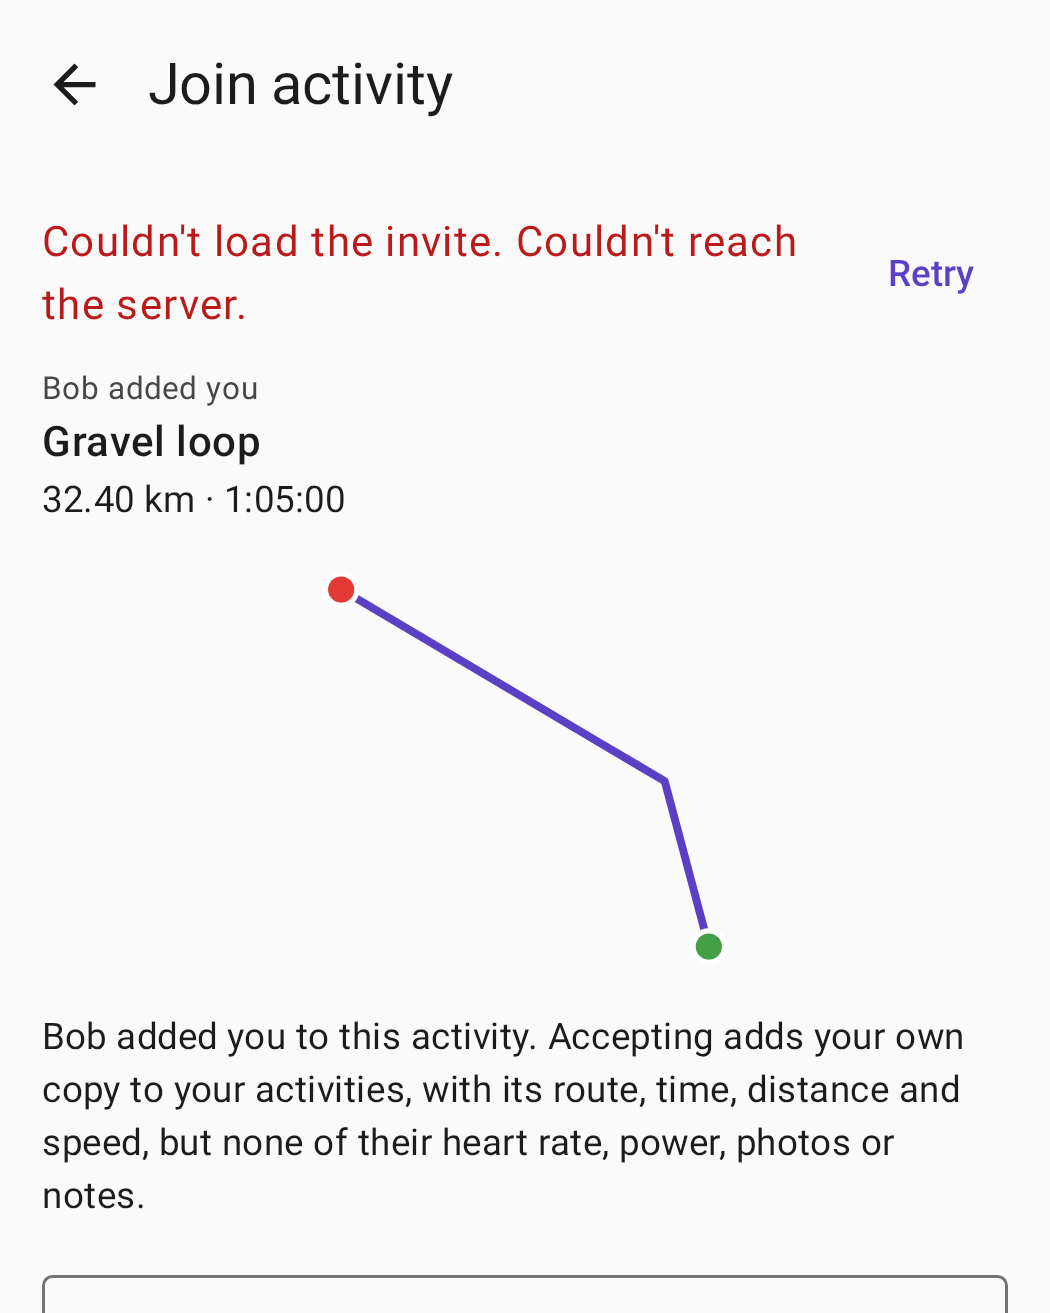 Join activity
Couldn't load the invite. Couldn't reach
the server.
Retry
Bob added you
Gravel loop
32.40 km · 1:05:00
Bob added you to this activity. Accepting adds your own
copy to your activities, with its route, time, distance and
speed, but none of their heart rate, power, photos or
notes.